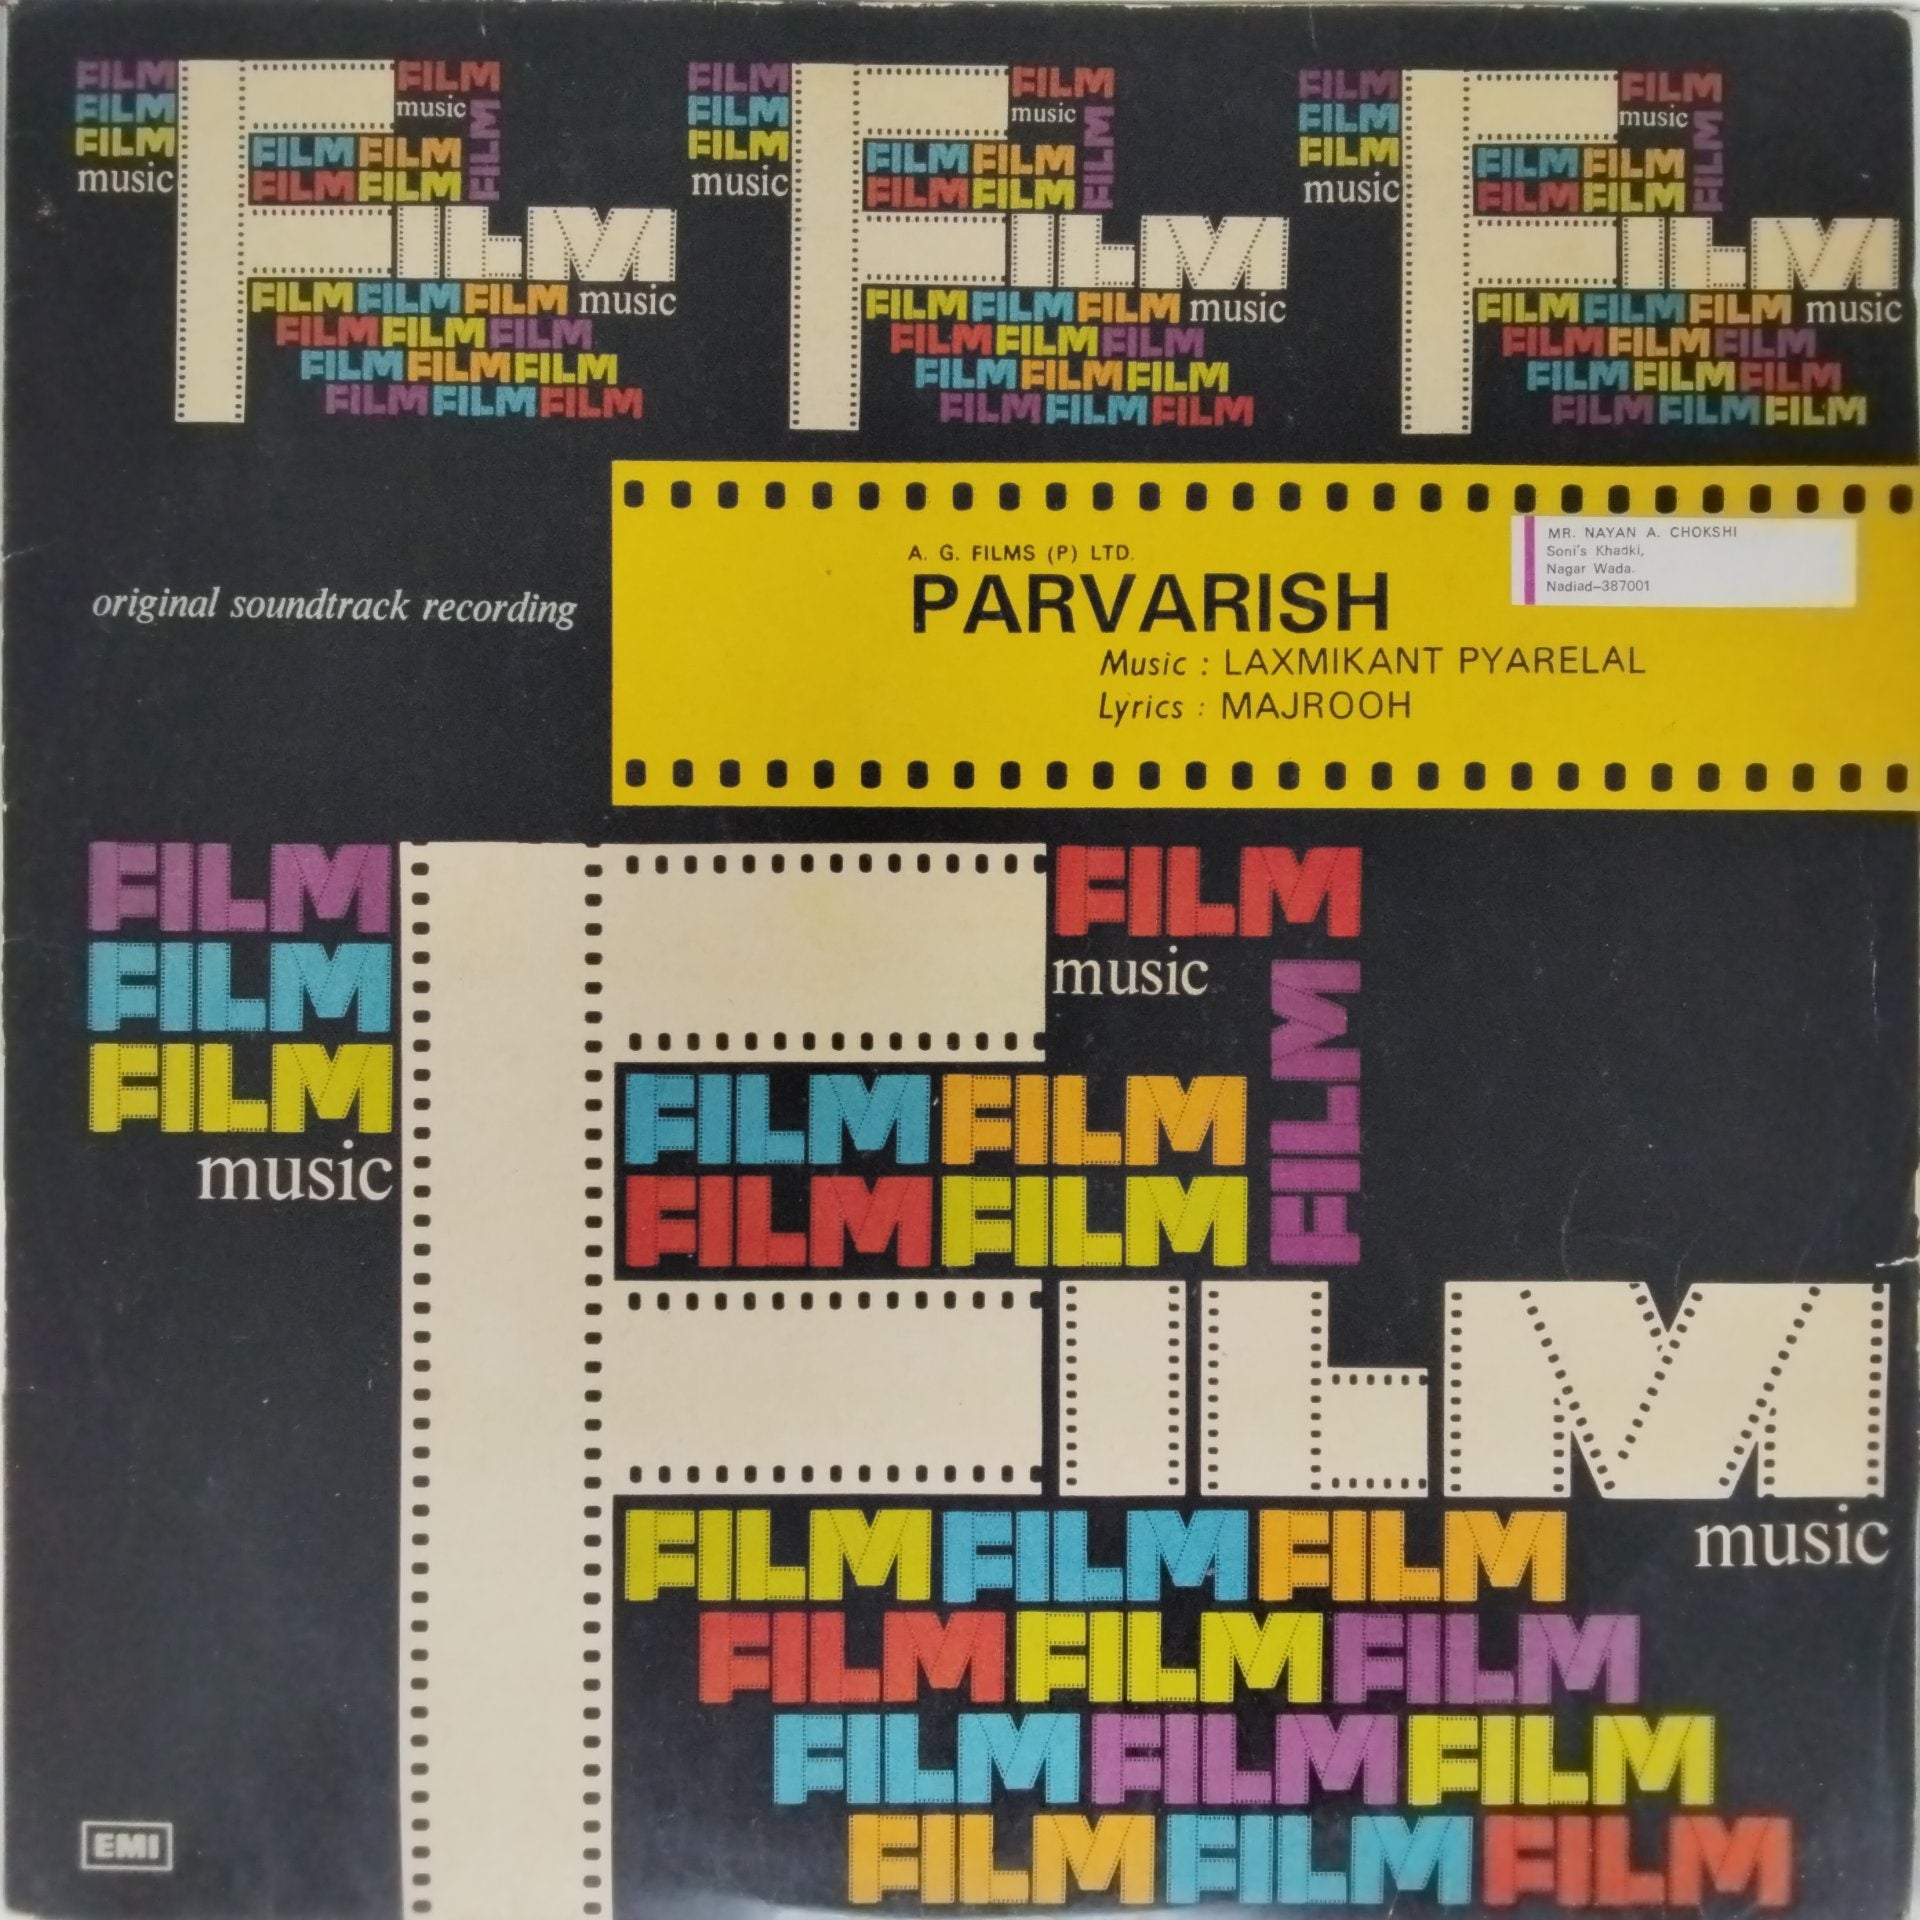 FILM FILM
FILM music
FILM FILM
music
FILM FILM
FILM FILM
FILM music
FILM FILM FILM
FILM FILM FILM
FILM FILM FILM
FILM FILM FILM
FILM FILM
FILM music
FILM FILM
music
FILM FILM
FILM FILM
FILM music
FILM FILM FILM
FILM FILM FILM
FILM FILM FILM
FILM FILM FILM
FILM FILM
FILM music
FILM FILM
music
FILM FILM
FILM FILM
FILM music
FILM FILM FILM
FILM FILM FILM
FILM FILM FILM
FILM FILM FILM
original soundtrack recording
A. G. FILMS (P) LTD.
PARVARISH
Music : LAXMIKANT PYARELAL
Lyrics : MAJROOH
MR. NAYAN A. CHOKSHI
Soni's Khadki,
Nagar Wada.
Nadiad–387001
FILM FILM
FILM music
FILM FILM
music
FILM FILM
FILM FILM
FILM
music
FILM FILM FILM
FILM FILM FILM
FILM FILM FILM
FILM FILM FILM
EMI